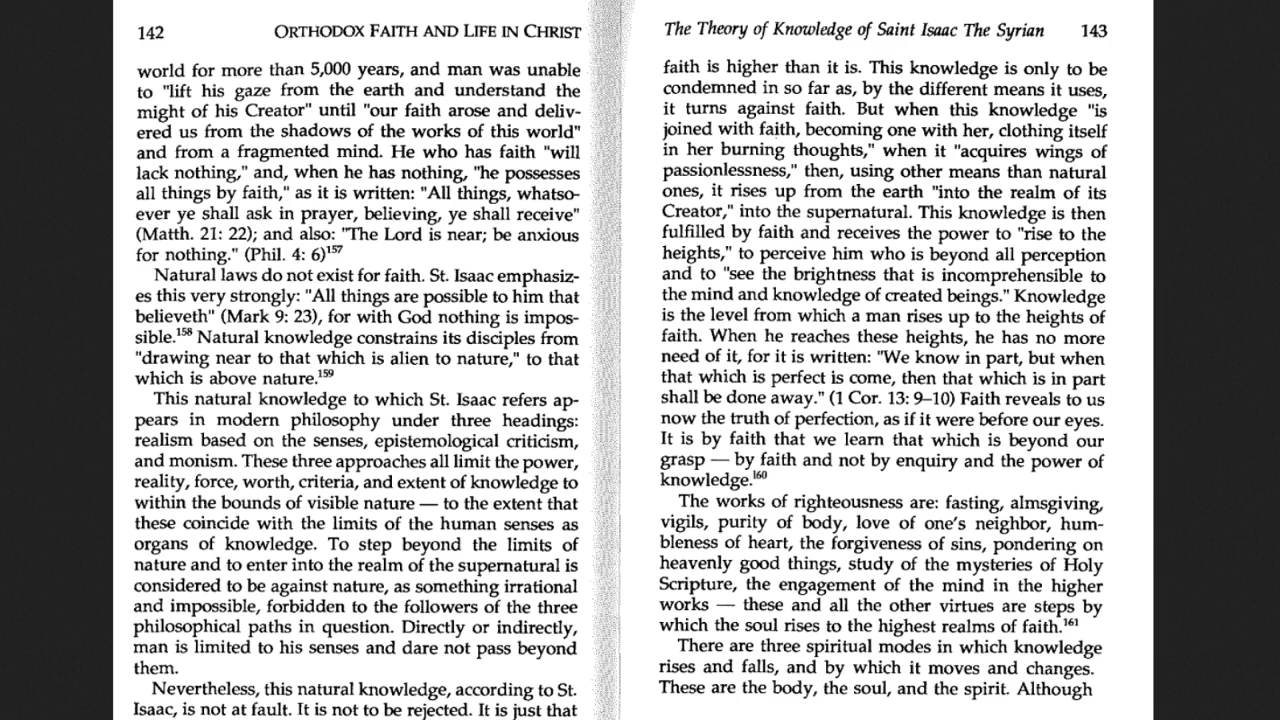 142 ORTHODOX FAITH AND LIFE IN CHRIST
world for more than 5,000 years, and man was unable
to "lift his gaze from the earth and understand the
might of his Creator" until "our faith arose and deliv-
ered us from the shadows of the works of this world"
and from a fragmented mind. He who has faith "will
lack nothing," and, when he has nothing, "he possesses
all things by faith," as it is written: "All things, whatso-
ever ye shall ask in prayer, believing, ye shall receive"
(Matth. 21: 22); and also: "The Lord is near; be anxious
for nothing." (Phil. 4: 6)157
Natural laws do not exist for faith. St. Isaac emphasiz-
es this very strongly: "All things are possible to him that
believeth" (Mark 9: 23), for with God nothing is impos-
sible.158 Natural knowledge constrains its disciples from
"drawing near to that which is alien to nature," to that
which is above nature.159
This natural knowledge to which St. Isaac refers ap-
pears in modern philosophy under three headings:
realism based on the senses, epistemological criticism,
and monism. These three approaches all limit the power,
reality, force, worth, criteria, and extent of knowledge to
within the bounds of visible nature — to the extent that
these coincide with the limits of the human senses as
organs of knowledge. To step beyond the limits of
nature and to enter into the realm of the supernatural is
considered to be against nature, as something irrational
and impossible, forbidden to the followers of the three
philosophical paths in question. Directly or indirectly,
man is limited to his senses and dare not pass beyond
them.
Nevertheless, this natural knowledge, according to St.
Isaac, is not at fault. It is not to be rejected. It is just that
The Theory of Knowledge of Saint Isaac The Syrian 143
faith is higher than it is. This knowledge is only to be
condemned in so far as, by the different means it uses,
it turns against faith. But when this knowledge "is
joined with faith, becoming one with her, clothing itself
in her burning thoughts," when it "acquires wings of
passionlessness," then, using other means than natural
ones, it rises up from the earth "into the realm of its
Creator," into the supernatural. This knowledge is then
fulfilled by faith and receives the power to "rise to the
heights," to perceive him who is beyond all perception
and to "see the brightness that is incomprehensible to
the mind and knowledge of created beings." Knowledge
is the level from which a man rises up to the heights of
faith. When he reaches these heights, he has no more
need of it, for it is written: "We know in part, but when
that which is perfect is come, then that which is in part
shall be done away." (1 Cor. 13: 9–10) Faith reveals to us
now the truth of perfection, as if it were before our eyes.
It is by faith that we learn that which is beyond our
grasp — by faith and not by enquiry and the power of
knowledge.160
The works of righteousness are: fasting, almsgiving,
vigils, purity of body, love of one's neighbor, hum-
bleness of heart, the forgiveness of sins, pondering on
heavenly good things, study of the mysteries of Holy
Scripture, the engagement of the mind in the higher
works — these and all the other virtues are steps by
which the soul rises to the highest realms of faith.161
There are three spiritual modes in which knowledge
rises and falls, and by which it moves and changes.
These are the body, the soul, and the spirit. Although